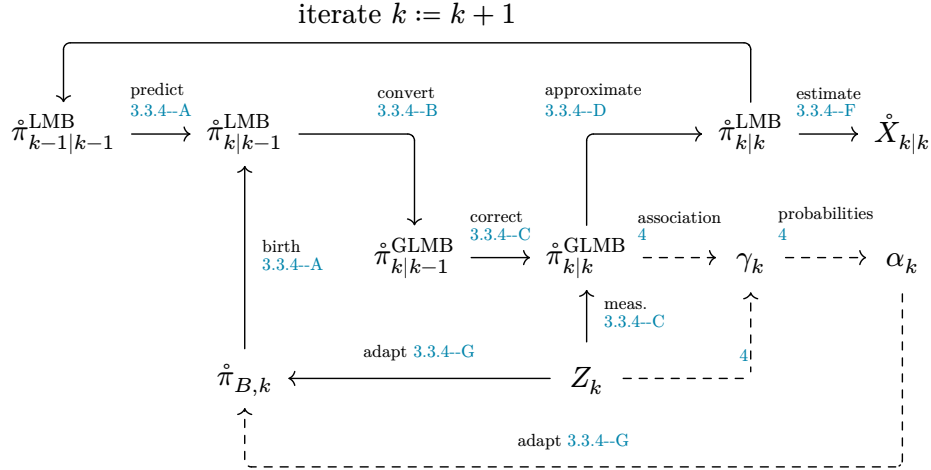 iterate k := k + 1
predict
3.3.4--A
convert
3.3.4--B
approximate
3.3.4--D
estimate
3.3.4--F
π̊^LMB_{k−1|k−1}
π̊^LMB_{k|k−1}
π̊^LMB_{k|k}
X̊_{k|k}
birth
3.3.4--A
correct
3.3.4--C
association
4
probabilities
4
π̊^GLMB_{k|k−1}
π̊^GLMB_{k|k}
γ_k
α_k
meas.
3.3.4--C
adapt 3.3.4--G
4
π̊_{B,k}
Z_k
adapt 3.3.4--G